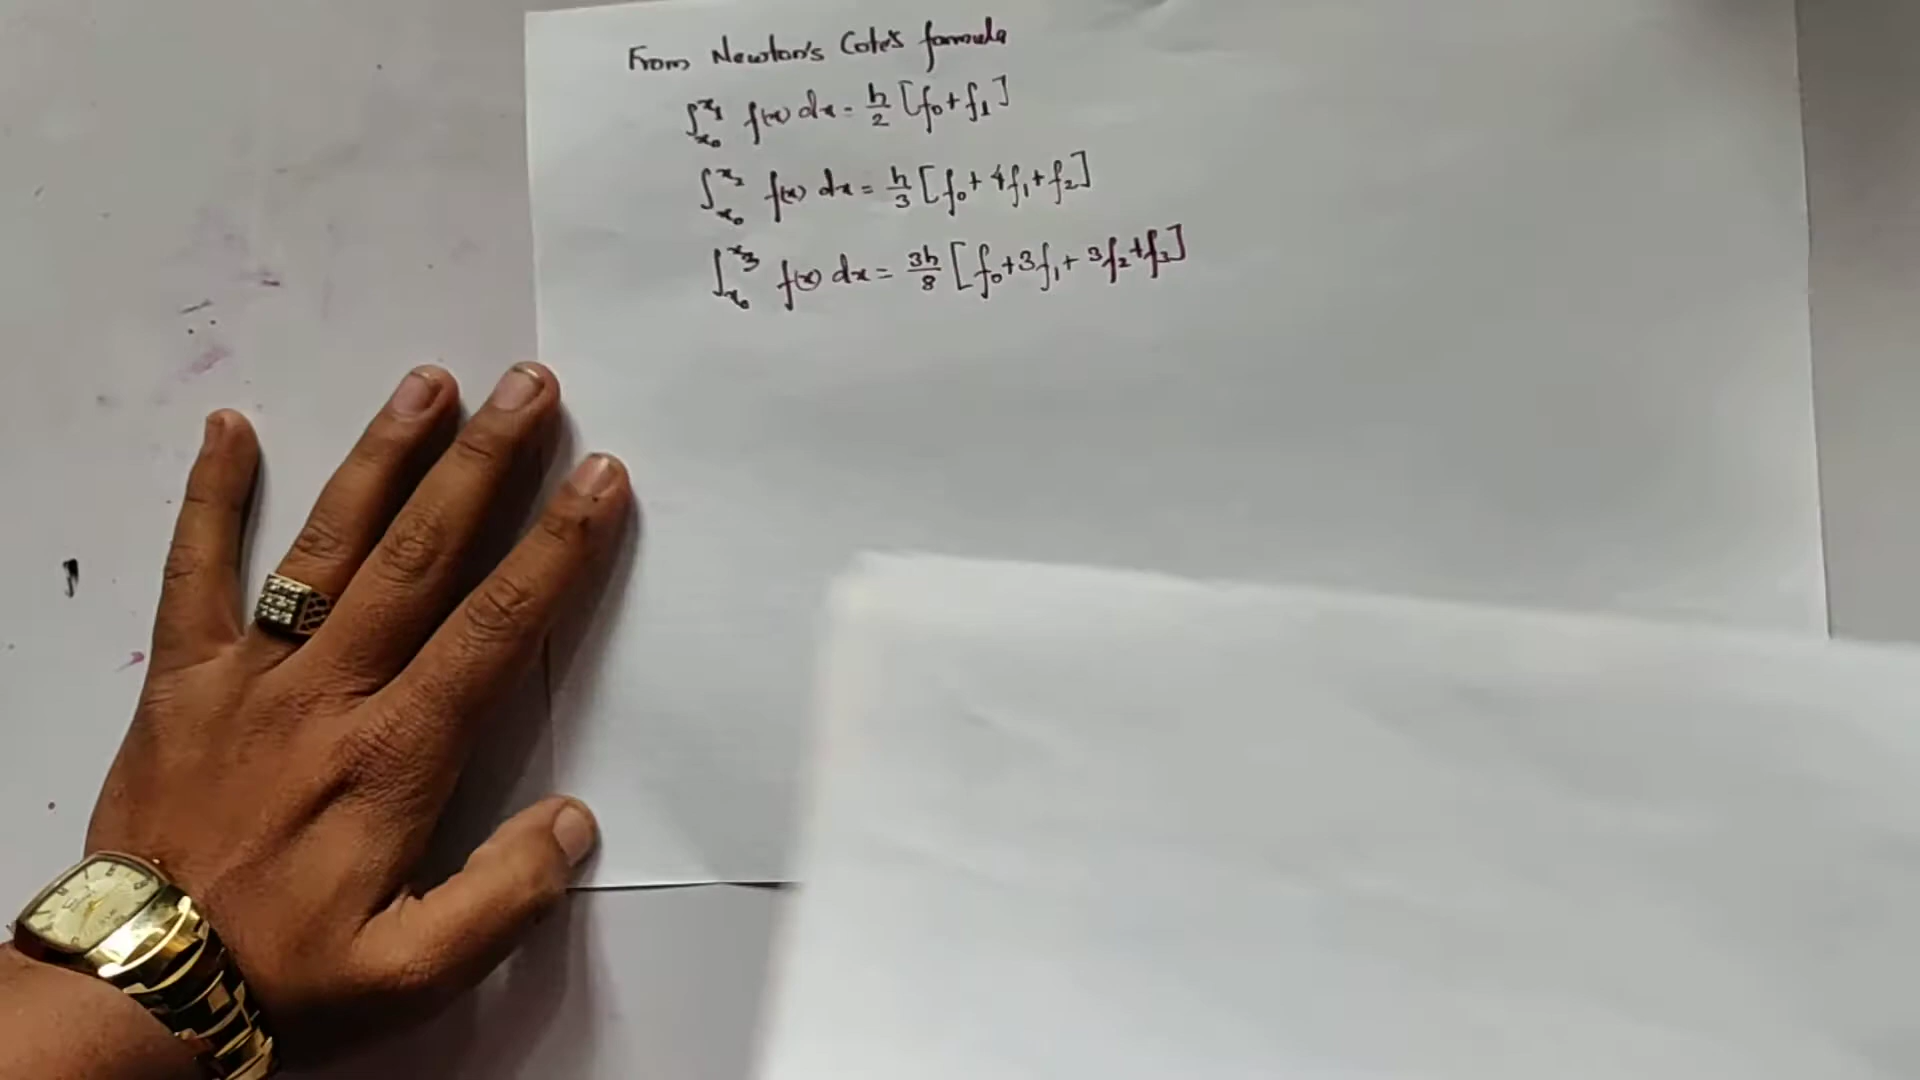 From Newton's Cote's formula
∫_{x₀}^{x₁} f(x) dx = h/2 [f₀ + f₁]
∫_{x₀}^{x₂} f(x) dx = h/3 [f₀ + 4f₁ + f₂]
∫_{x₀}^{x₃} f(x) dx = 3h/8 [f₀ + 3f₁ + 3f₂ + f₃]